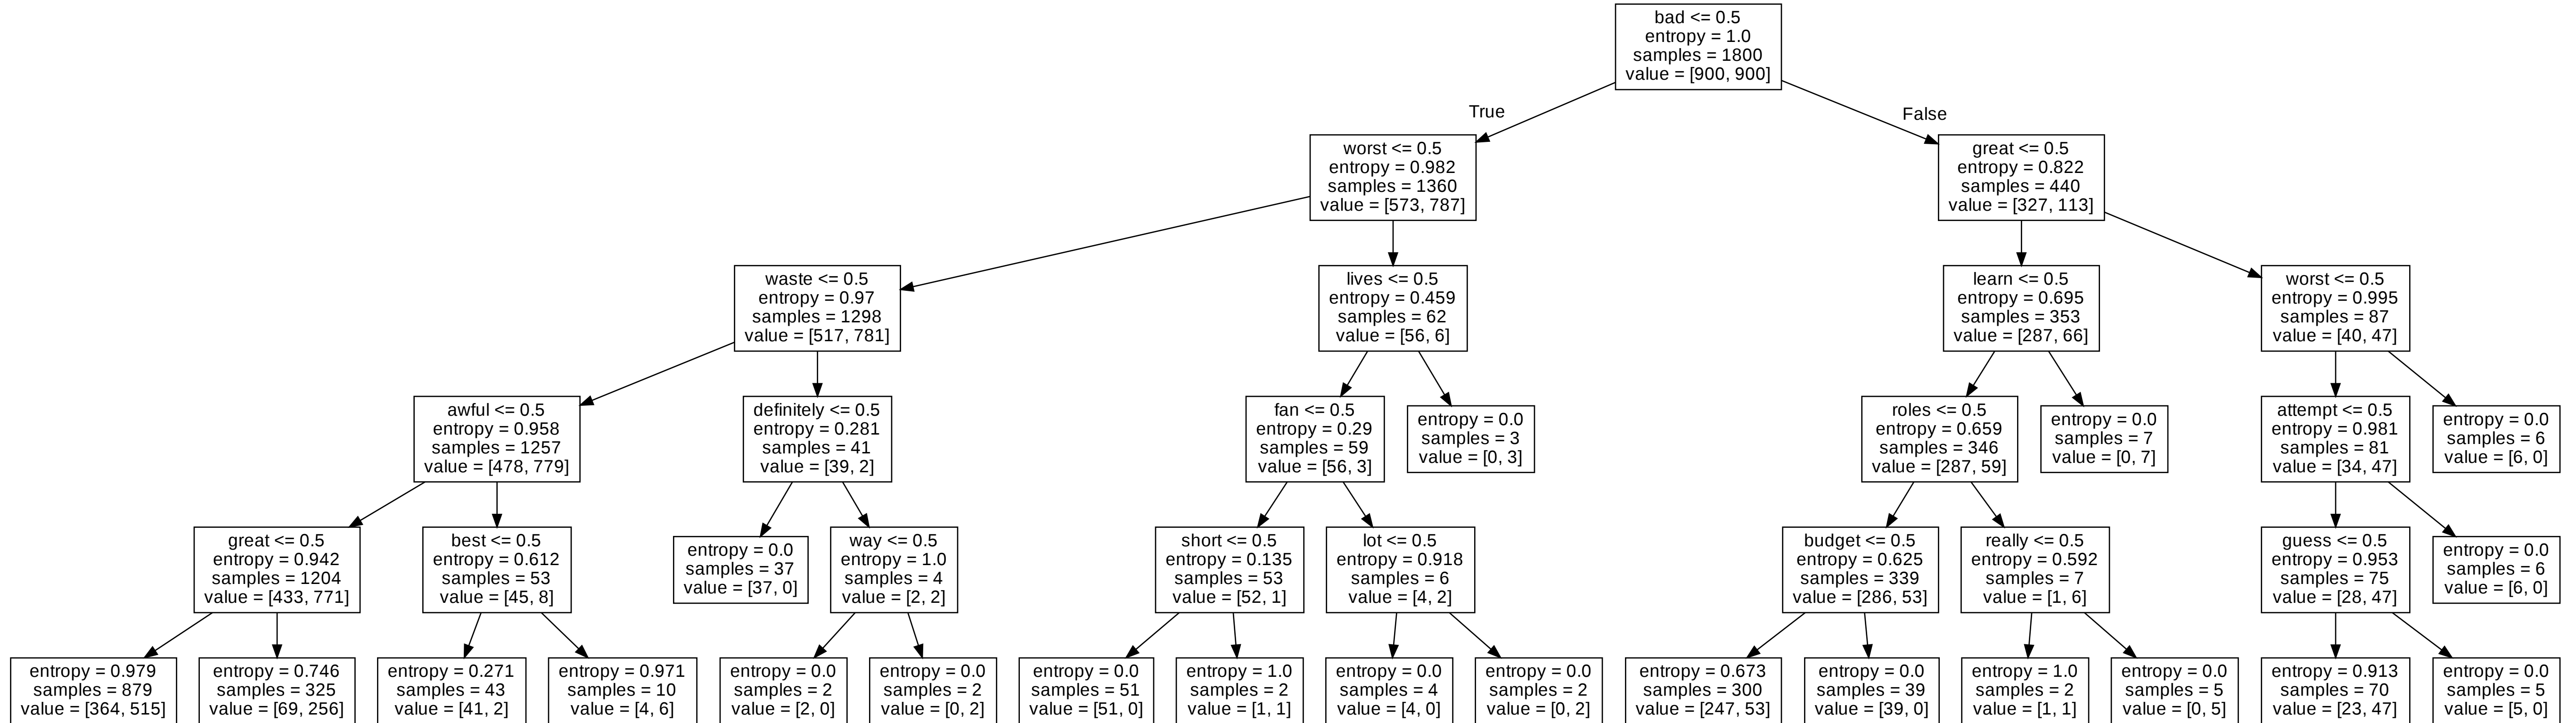 bad <= 0.5
entropy = 1.0
samples = 1800
value = [900, 900]
True
False
worst <= 0.5
entropy = 0.982
samples = 1360
value = [573, 787]
great <= 0.5
entropy = 0.822
samples = 440
value = [327, 113]
waste <= 0.5
entropy = 0.97
samples = 1298
value = [517, 781]
lives <= 0.5
entropy = 0.459
samples = 62
value = [56, 6]
learn <= 0.5
entropy = 0.695
samples = 353
value = [287, 66]
worst <= 0.5
entropy = 0.995
samples = 87
value = [40, 47]
awful <= 0.5
entropy = 0.958
samples = 1257
value = [478, 779]
definitely <= 0.5
entropy = 0.281
samples = 41
value = [39, 2]
fan <= 0.5
entropy = 0.29
samples = 59
value = [56, 3]
entropy = 0.0
samples = 3
value = [0, 3]
roles <= 0.5
entropy = 0.659
samples = 346
value = [287, 59]
entropy = 0.0
samples = 7
value = [0, 7]
attempt <= 0.5
entropy = 0.981
samples = 81
value = [34, 47]
entropy = 0.0
samples = 6
value = [6, 0]
great <= 0.5
entropy = 0.942
samples = 1204
value = [433, 771]
best <= 0.5
entropy = 0.612
samples = 53
value = [45, 8]
entropy = 0.0
samples = 37
value = [37, 0]
way <= 0.5
entropy = 1.0
samples = 4
value = [2, 2]
short <= 0.5
entropy = 0.135
samples = 53
value = [52, 1]
lot <= 0.5
entropy = 0.918
samples = 6
value = [4, 2]
budget <= 0.5
entropy = 0.625
samples = 339
value = [286, 53]
really <= 0.5
entropy = 0.592
samples = 7
value = [1, 6]
guess <= 0.5
entropy = 0.953
samples = 75
value = [28, 47]
entropy = 0.0
samples = 6
value = [6, 0]
entropy = 0.979
samples = 879
value = [364, 515]
entropy = 0.746
samples = 325
value = [69, 256]
entropy = 0.271
samples = 43
value = [41, 2]
entropy = 0.971
samples = 10
value = [4, 6]
entropy = 0.0
samples = 2
value = [2, 0]
entropy = 0.0
samples = 2
value = [0, 2]
entropy = 0.0
samples = 51
value = [51, 0]
entropy = 1.0
samples = 2
value = [1, 1]
entropy = 0.0
samples = 4
value = [4, 0]
entropy = 0.0
samples = 2
value = [0, 2]
entropy = 0.673
samples = 300
value = [247, 53]
entropy = 0.0
samples = 39
value = [39, 0]
entropy = 1.0
samples = 2
value = [1, 1]
entropy = 0.0
samples = 5
value = [0, 5]
entropy = 0.913
samples = 70
value = [23, 47]
entropy = 0.0
samples = 5
value = [5, 0]